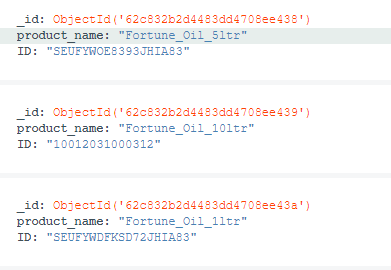 _id: ObjectId('62c832b2d4483dd4708ee438')
product_name: "Fortune_Oil_5ltr"
ID: "SEUFYWOE8393JHIA83"
_id: ObjectId('62c832b2d4483dd4708ee439')
product_name: "Fortune_Oil_10ltr"
ID: "10012031000312"
_id: ObjectId('62c832b2d4483dd4708ee43a')
product_name: "Fortune_Oil_1ltr"
ID: "SEUFYWDFKSD72JHIA83"